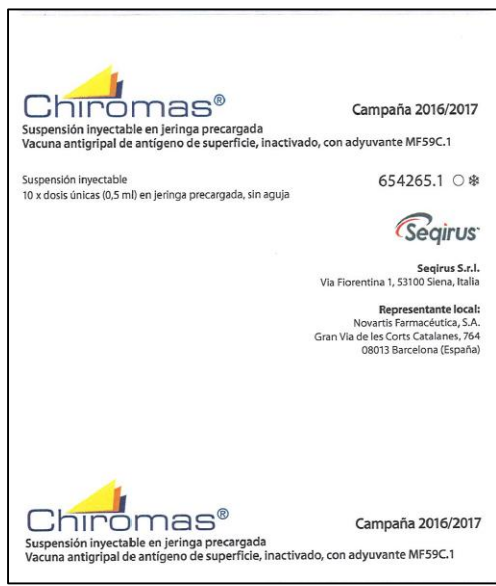 Chiromas®
Campaña 2016/2017
Suspensión inyectable en jeringa precargada
Vacuna antigripal de antígeno de superficie, inactivado, con adyuvante MF59C.1
Suspensión inyectable
654265.1 ○ ❄
10 x dosis únicas (0,5 ml) en jeringa precargada, sin aguja
Seqirus
Seqirus S.r.l.
Via Fiorentina 1, 53100 Siena, Italia
Representante local:
Novartis Farmacéutica, S.A.
Gran Via de les Corts Catalanes, 764
08013 Barcelona (España)
Chiromas®
Campaña 2016/2017
Suspensión inyectable en jeringa precargada
Vacuna antigripal de antígeno de superficie, inactivado, con adyuvante MF59C.1